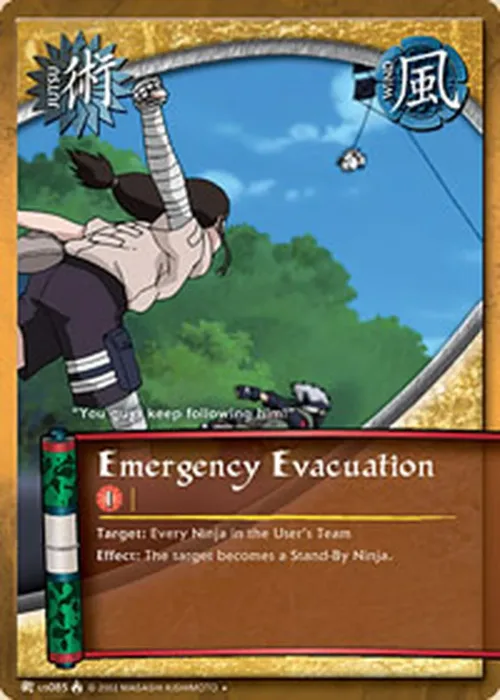 JUTSU 術
WIND 風
"You guys keep following him!"
Emergency Evacuation
1
Target: Every Ninja in the User's Team
Effect: The target becomes a Stand-By Ninja.
US085 © 2002 MASASHI KISHIMOTO